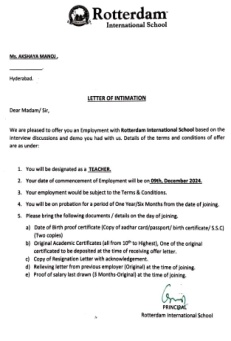 Rotterdam
International School
Ms. AKSHAYA MANOJ,
Hyderabad.
LETTER OF INTIMATION
Dear Madam/ Sir,
We are pleased to offer you an Employment with Rotterdam International School based on the
interview discussions and demo you had with us. Details of the terms and conditions of offer
are as under:
1. You will be designated as a TEACHER.
2. Your date of commencement of Employment will be on 09th, December 2024.
3. Your employment would be subject to the Terms & Conditions.
4. You will be on probation for a period of One Year/Six Months from the date of joining.
5. Please bring the following documents / details on the day of joining.
a) Date of Birth proof (Copy of aadhar card/passport/ birth certificate/ S.S.C)
(Two copies)
b) Original Academic Certificates (all from 10th to Highest), One of the original
certificated to be deposited at the time of receiving offer letter.
c) Copy of Resignation Letter with acknowledgement.
d) Relieving letter from previous employer (Original) at the time of joining.
e) Proof of salary last drawn (3 Months-Original) at the time of joining.
PRINCIPAL
Rotterdam International School